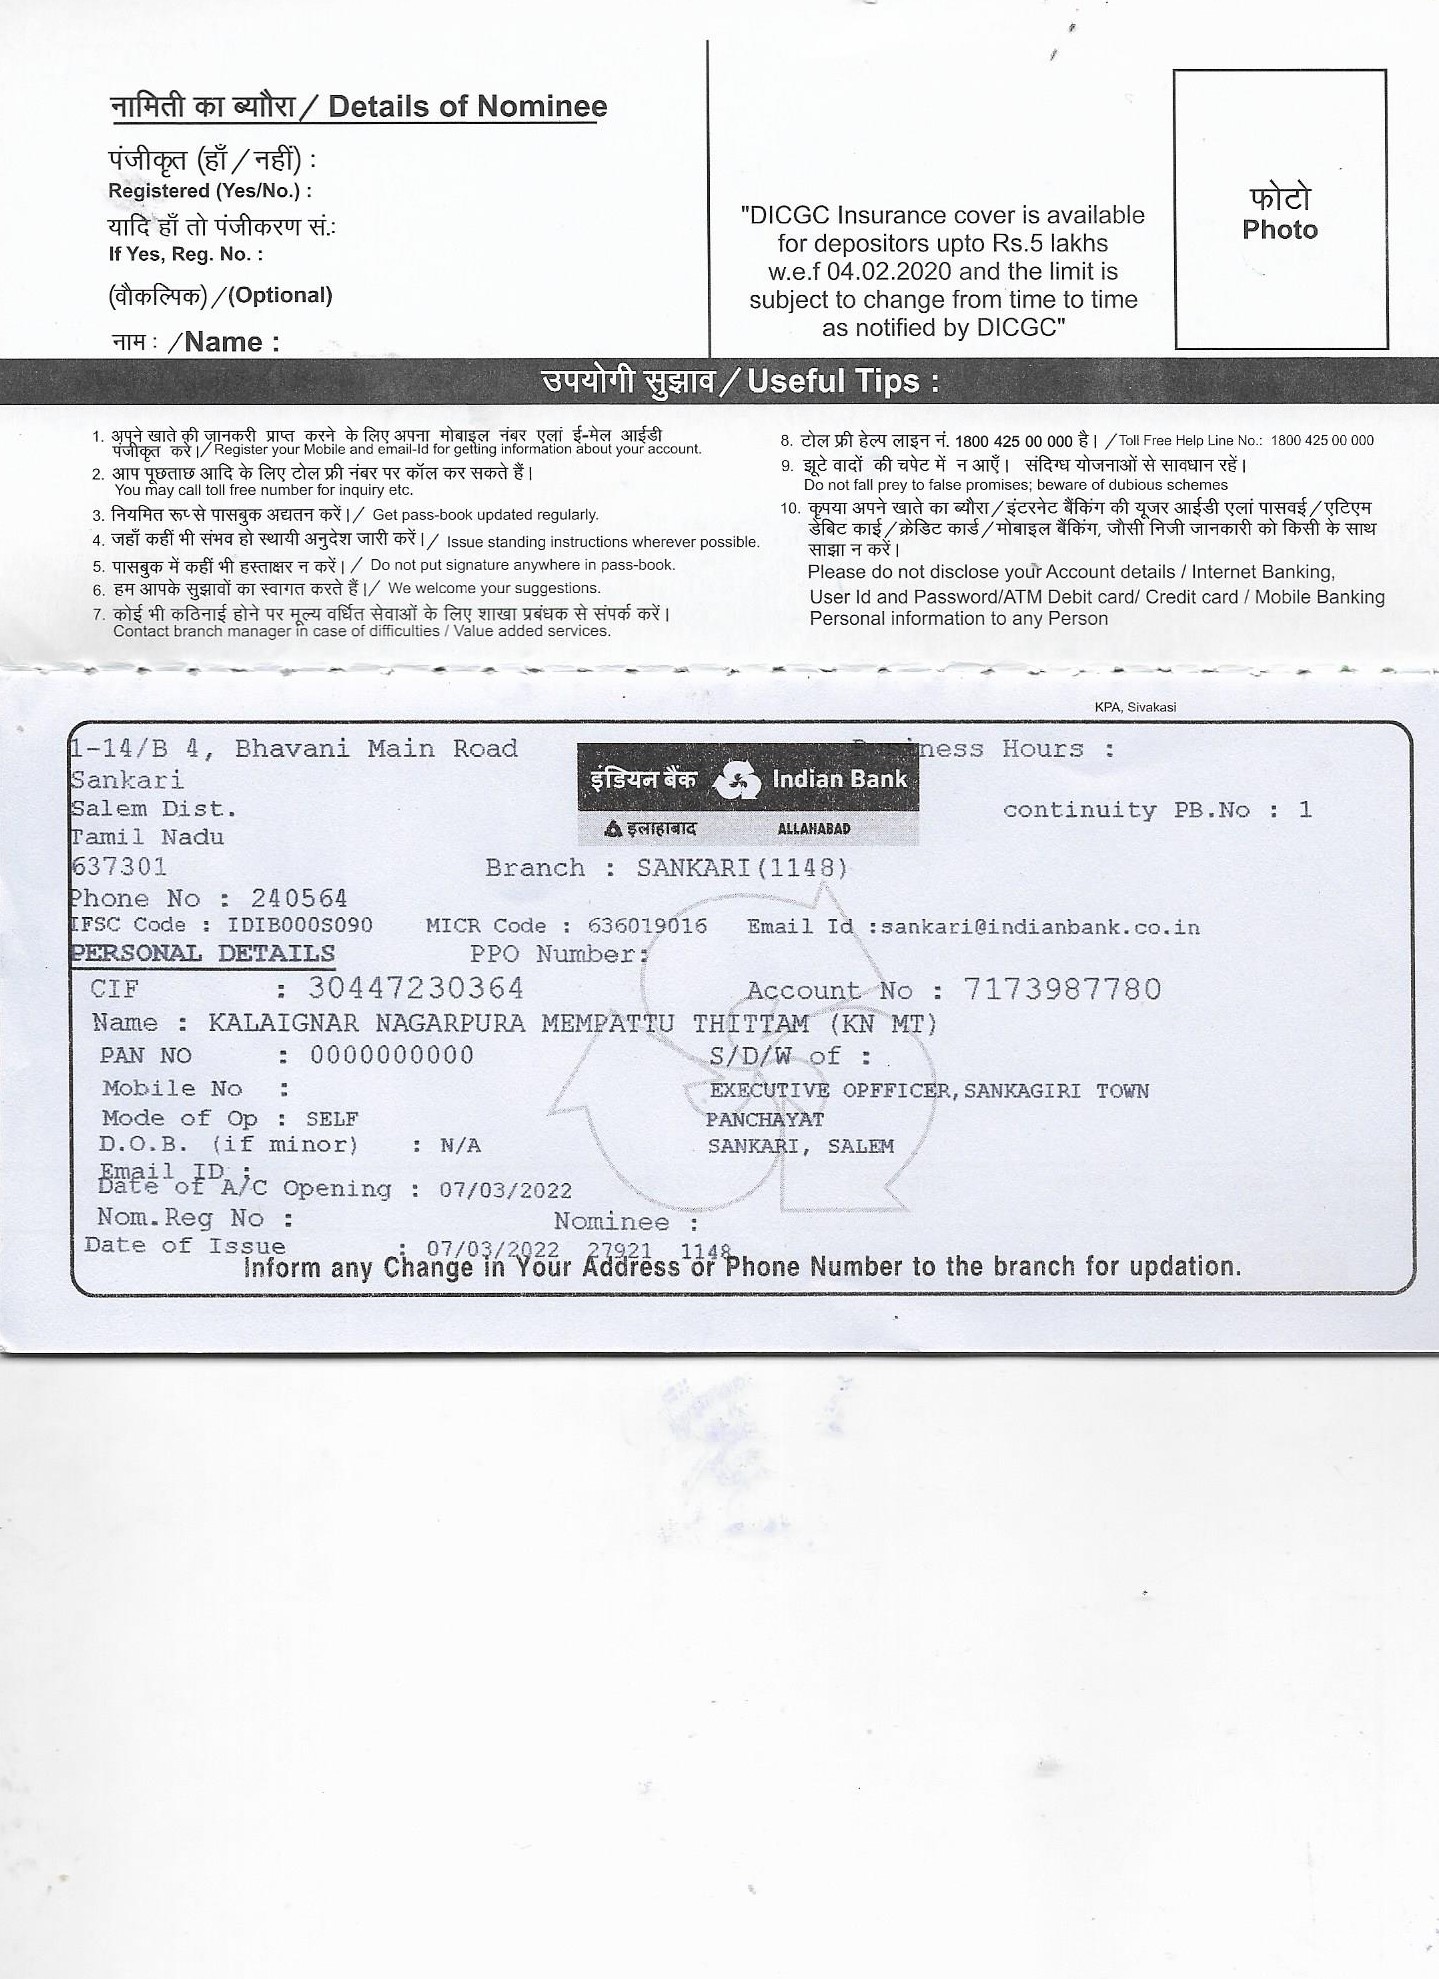 नामिती का ब्यौरा / Details of Nominee
पंजीकृत (हाँ / नहीं) :
Registered (Yes/No.) :
यादि हाँ तो पंजीकरण सं.:
If Yes, Reg. No. :
(वौकल्पिक) /(Optional)
नाम : /Name :
"DICGC Insurance cover is available
for depositors upto Rs.5 lakhs
w.e.f 04.02.2020 and the limit is
subject to change from time to time
as notified by DICGC"
फोटो
Photo
उपयोगी सुझाव / Useful Tips :
1. अपने खाते की जानकरी प्राप्त करने के लिए अपना मोबाइल नंबर एलां ई-मेल आईडी
पंजीकृत करें।/ Register your Mobile and email-Id for getting information about your account.
2. आप पूछताछ आदि के लिए टोल फ्री नंबर पर कॉल कर सकते हैं।
You may call toll free number for inquiry etc.
3. नियमित रूप से पासबुक अद्यतन करें।/ Get pass-book updated regularly.
4. जहाँ कहीं भी संभव हो स्थायी अनुदेश जारी करें।/ Issue standing instructions wherever possible.
5. पासबुक में कहीं भी हस्ताक्षर न करें। / Do not put signature anywhere in pass-book.
6. हम आपके सुझावों का स्वागत करते हैं।/ We welcome your suggestions.
7. कोई भी कठिनाई होने पर मूल्य वर्धित सेवाओं के लिए शाखा प्रबंधक से संपर्क करें।
Contact branch manager in case of difficulties / Value added services.
8. टोल फ्री हेल्प लाइन नं. 1800 425 00 000 है। /Toll Free Help Line No.: 1800 425 00 000
9. झूटे वादों की चपेट में न आएँ। संदिग्ध योजनाओं से सावधान रहें।
Do not fall prey to false promises; beware of dubious schemes
10. कृपया अपने खाते का ब्यौरा/इंटरनेट बैंकिंग की यूजर आईडी एलां पासवर्ड/एटिएम
डेबिट कार्ड/क्रेडिट कार्ड/मोबाइल बैंकिंग, जौसी निजी जानकारी को किसी के साथ
साझा न करें।
Please do not disclose your Account details / Internet Banking,
User Id and Password/ATM Debit card/ Credit card / Mobile Banking
Personal information to any Person
KPA, Sivakasi
1-14/B 4, Bhavani Main Road
Business Hours :
Sankari
इंडियन बैंक Indian Bank
Salem Dist.
continuity PB.No : 1
इलाहाबाद ALLAHABAD
Tamil Nadu
637301
Branch : SANKARI(1148)
Phone No : 240564
IFSC Code : IDIB000S090 MICR Code : 636019016 Email Id :sankari@indianbank.co.in
PERSONAL DETAILS PPO Number:
CIF : 30447230364 Account No : 7173987780
Name : KALAIGNAR NAGARPURA MEMPATTU THITTAM (KN MT)
PAN NO : 0000000000 S/D/W of :
Mobile No : EXECUTIVE OPFFICER,SANKAGIRI TOWN
Mode of Op : SELF PANCHAYAT
D.O.B. (if minor) : N/A SANKARI, SALEM
Email ID :
Date of A/C Opening : 07/03/2022
Nom.Reg No : Nominee :
Date of Issue : 07/03/2022 27921 1148
Inform any Change in Your Address or Phone Number to the branch for updation.